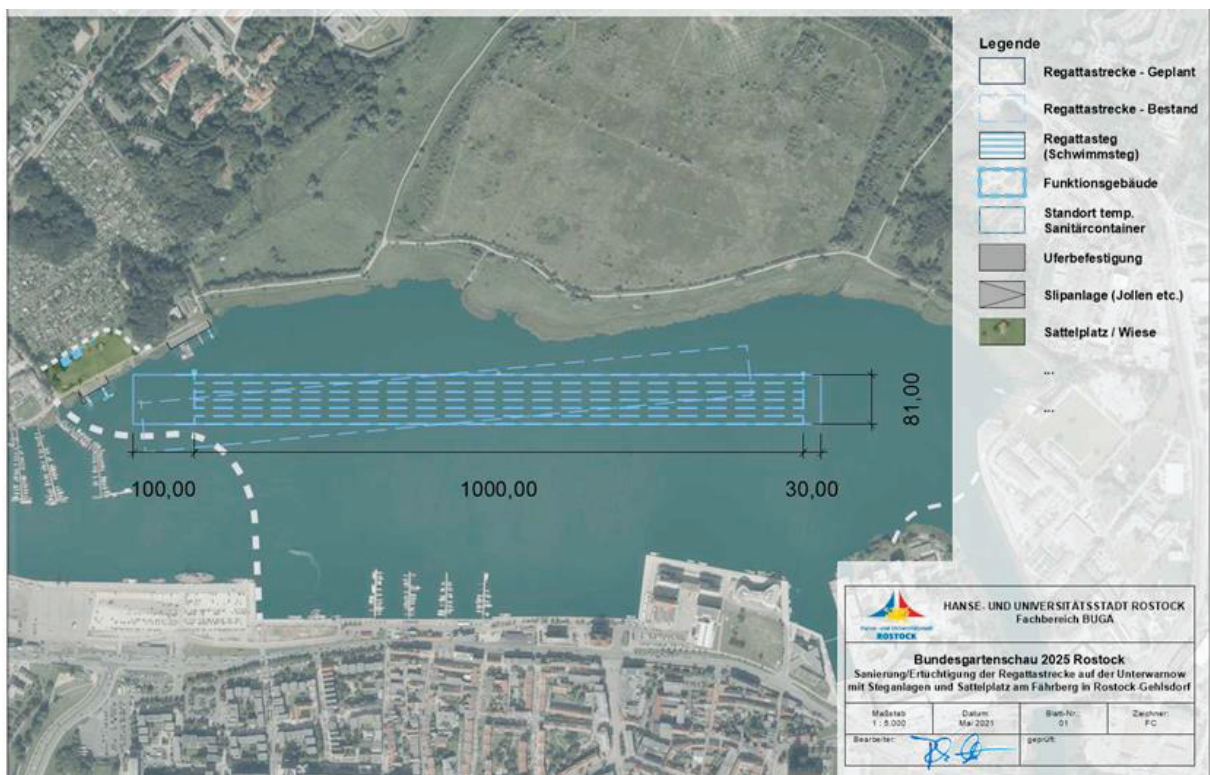 Legende
Regattastrecke - Geplant
Regattastrecke - Bestand
Regattasteg
(Schwimmsteg)
Funktionsgebäude
Standort temp.
Sanitärcontainer
Uferbefestigung
Slipanlage (Jollen etc.)
Sattelplatz / Wiese
...
...
81,00
100,00
1000,00
30,00
HANSE- UND UNIVERSITÄTSSTADT ROSTOCK
Fachbereich BUGA
Hanse- und Universitätsstadt
ROSTOCK
Bundesgartenschau 2025 Rostock
Sanierung/Ertüchtigung der Regattastrecke auf der Unterwarnow
mit Steganlagen und Sattelplatz am Fährberg in Rostock-Gehlsdorf
Maßstab: 1 : 5.000
Datum: Mai 2021
Blatt-Nr.: 01
Zeichner: FC
Bearbeiter:
geprüft: